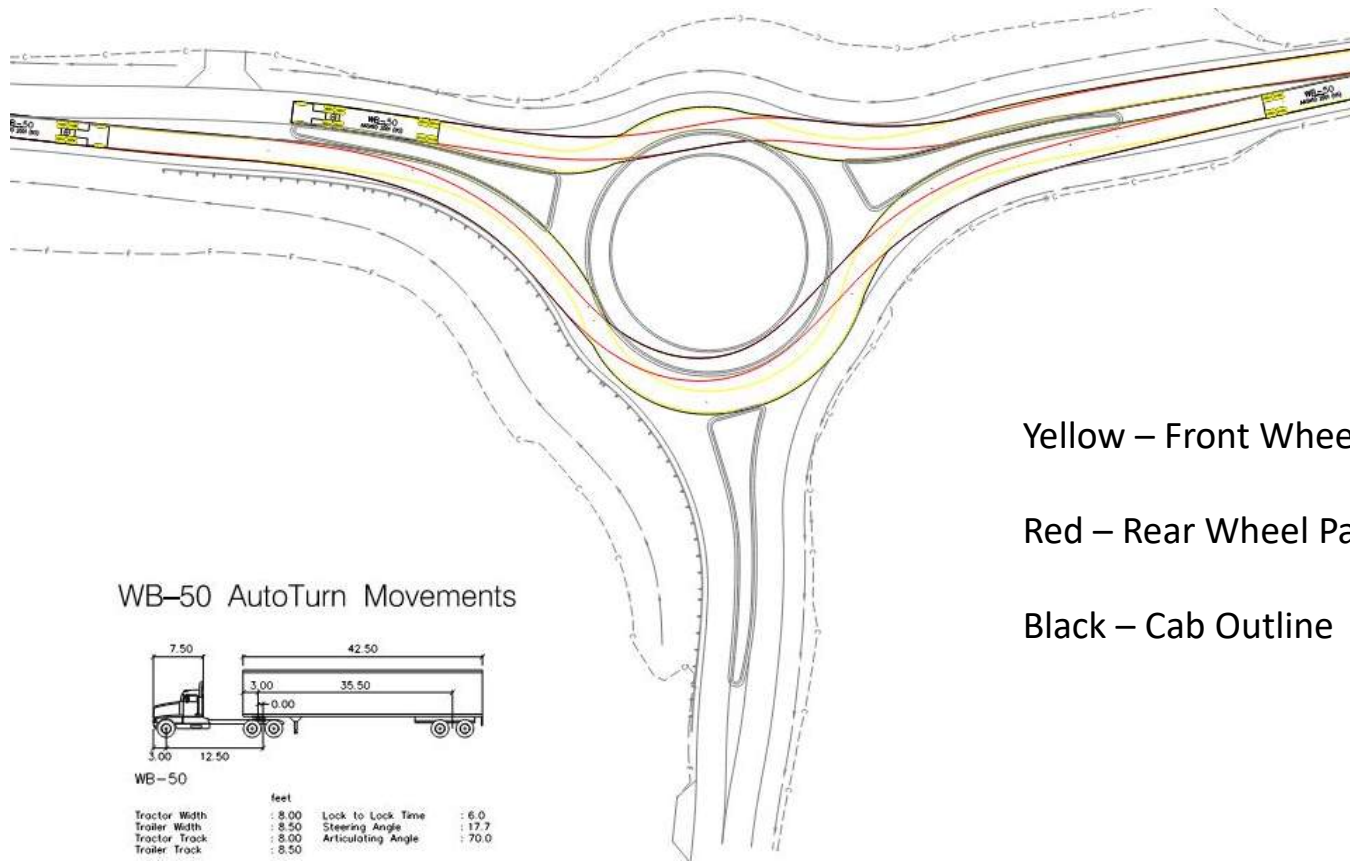 WB-50
WB-50
WB-50
Yellow – Front Whee
Red – Rear Wheel Pa
Black – Cab Outline
WB-50 AutoTurn Movements
7.50 42.50
3.00 35.50
0.00
3.00 12.50
WB-50
feet
Tractor Width : 8.00 Lock to Lock Time : 6.0
Trailer Width : 8.50 Steering Angle : 17.7
Tractor Track : 8.00 Articulating Angle : 70.0
Trailer Track : 8.50